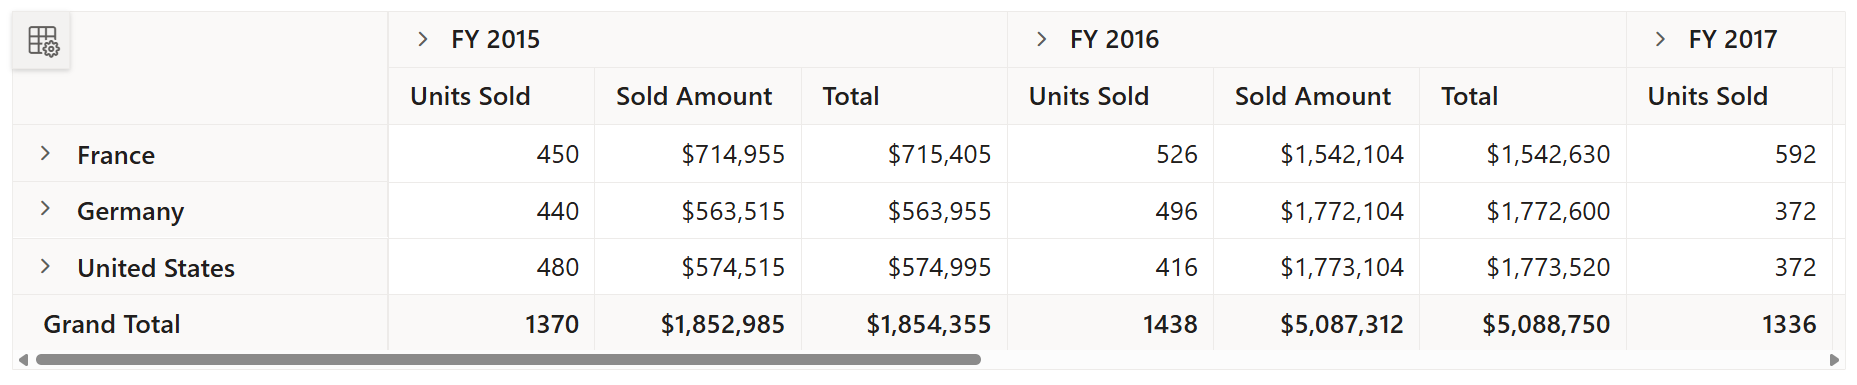 FY 2015 FY 2016 FY 2017
Units Sold Sold Amount Total Units Sold Sold Amount Total Units Sold
France 450 $714,955 $715,405 526 $1,542,104 $1,542,630 592
Germany 440 $563,515 $563,955 496 $1,772,104 $1,772,600 372
United States 480 $574,515 $574,995 416 $1,773,104 $1,773,520 372
Grand Total 1370 $1,852,985 $1,854,355 1438 $5,087,312 $5,088,750 1336